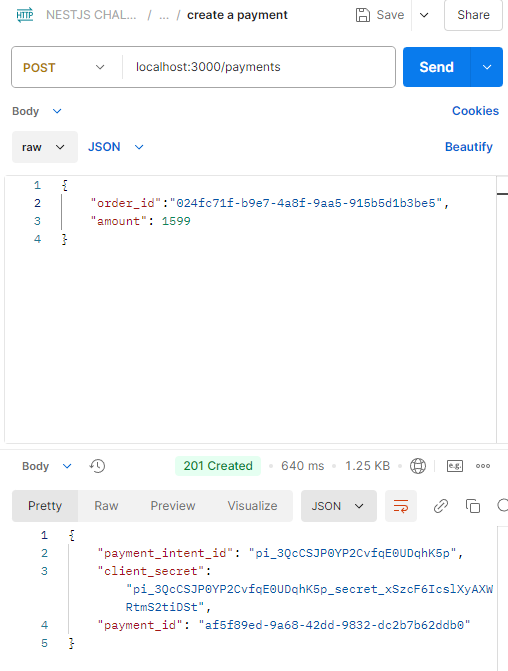 HTTP NESTJS CHAL... / ... / create a payment Save Share
POST localhost:3000/payments Send
Body Cookies
raw JSON Beautify
1 {
2 "order_id":"024fc71f-b9e7-4a8f-9aa5-915b5d1b3be5",
3 "amount": 1599
4 }
Body 201 Created • 640 ms • 1.25 KB • e.g. ooo
Pretty Raw Preview Visualize JSON
1 {
2 "payment_intent_id": "pi_3QcCSJP0YP2CvfqE0UDqhK5p",
3 "client_secret":
"pi_3QcCSJP0YP2CvfqE0UDqhK5p_secret_xSzcF6IcslXyAXW
RtmS2tiDSt",
4 "payment_id": "af5f89ed-9a68-42dd-9832-dc2b7b62ddb0"
5 }